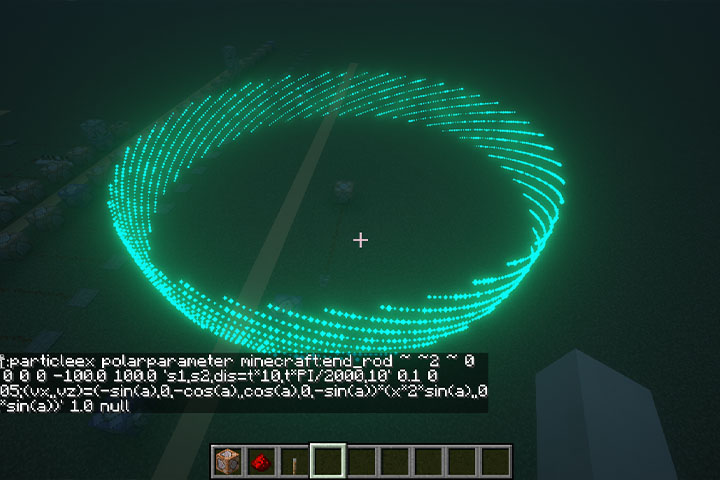 particleex polarparameter minecraft:end_rod ~ ~2 ~ 0
0 0 0 -100.0 100.0 's1,s2,dis=t*10,t*PI/2000,10' 0.1 0
05;(vx,,vz)=(-sin(a),0,-cos(a),,cos(a),0,-sin(a))*(x*2*sin(a),,0
*sin(a))' 1.0 null